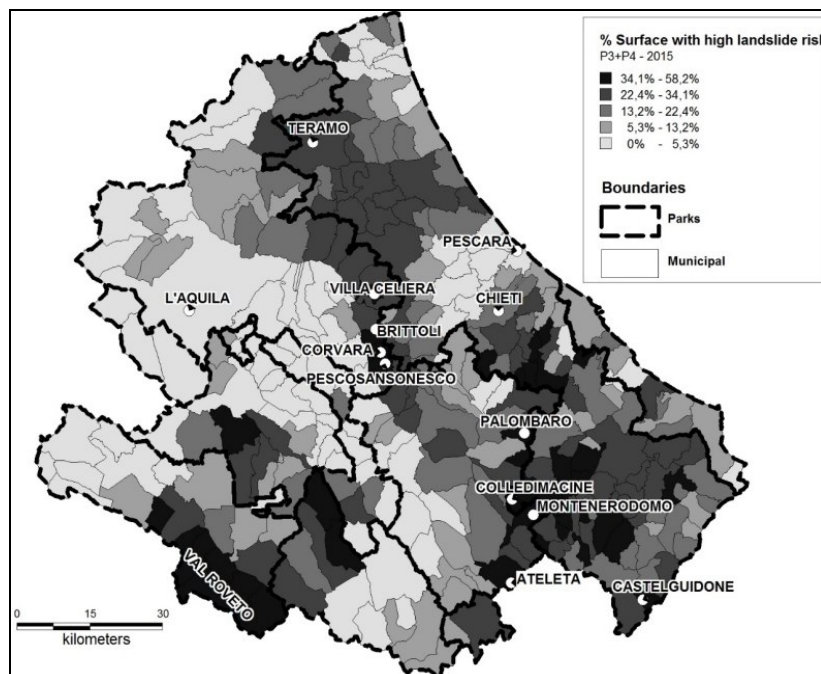 % Surface with high landslide risk
P3+P4 - 2015
34,1% - 58,2%
22,4% - 34,1%
13,2% - 22,4%
5,3% - 13,2%
0% - 5,3%
Boundaries
Parks
Municipal
TERAMO
PESCARA
L'AQUILA
VILLA CELIERA
CHIETI
BRITTOLI
CORVARA
PESCOSANSONESCO
PALOMBARO
COLLEDIMACINE
MONTENERODOMO
VAL ROVETO
ATELETA
CASTELGUIDONE
0 15 30
kilometers